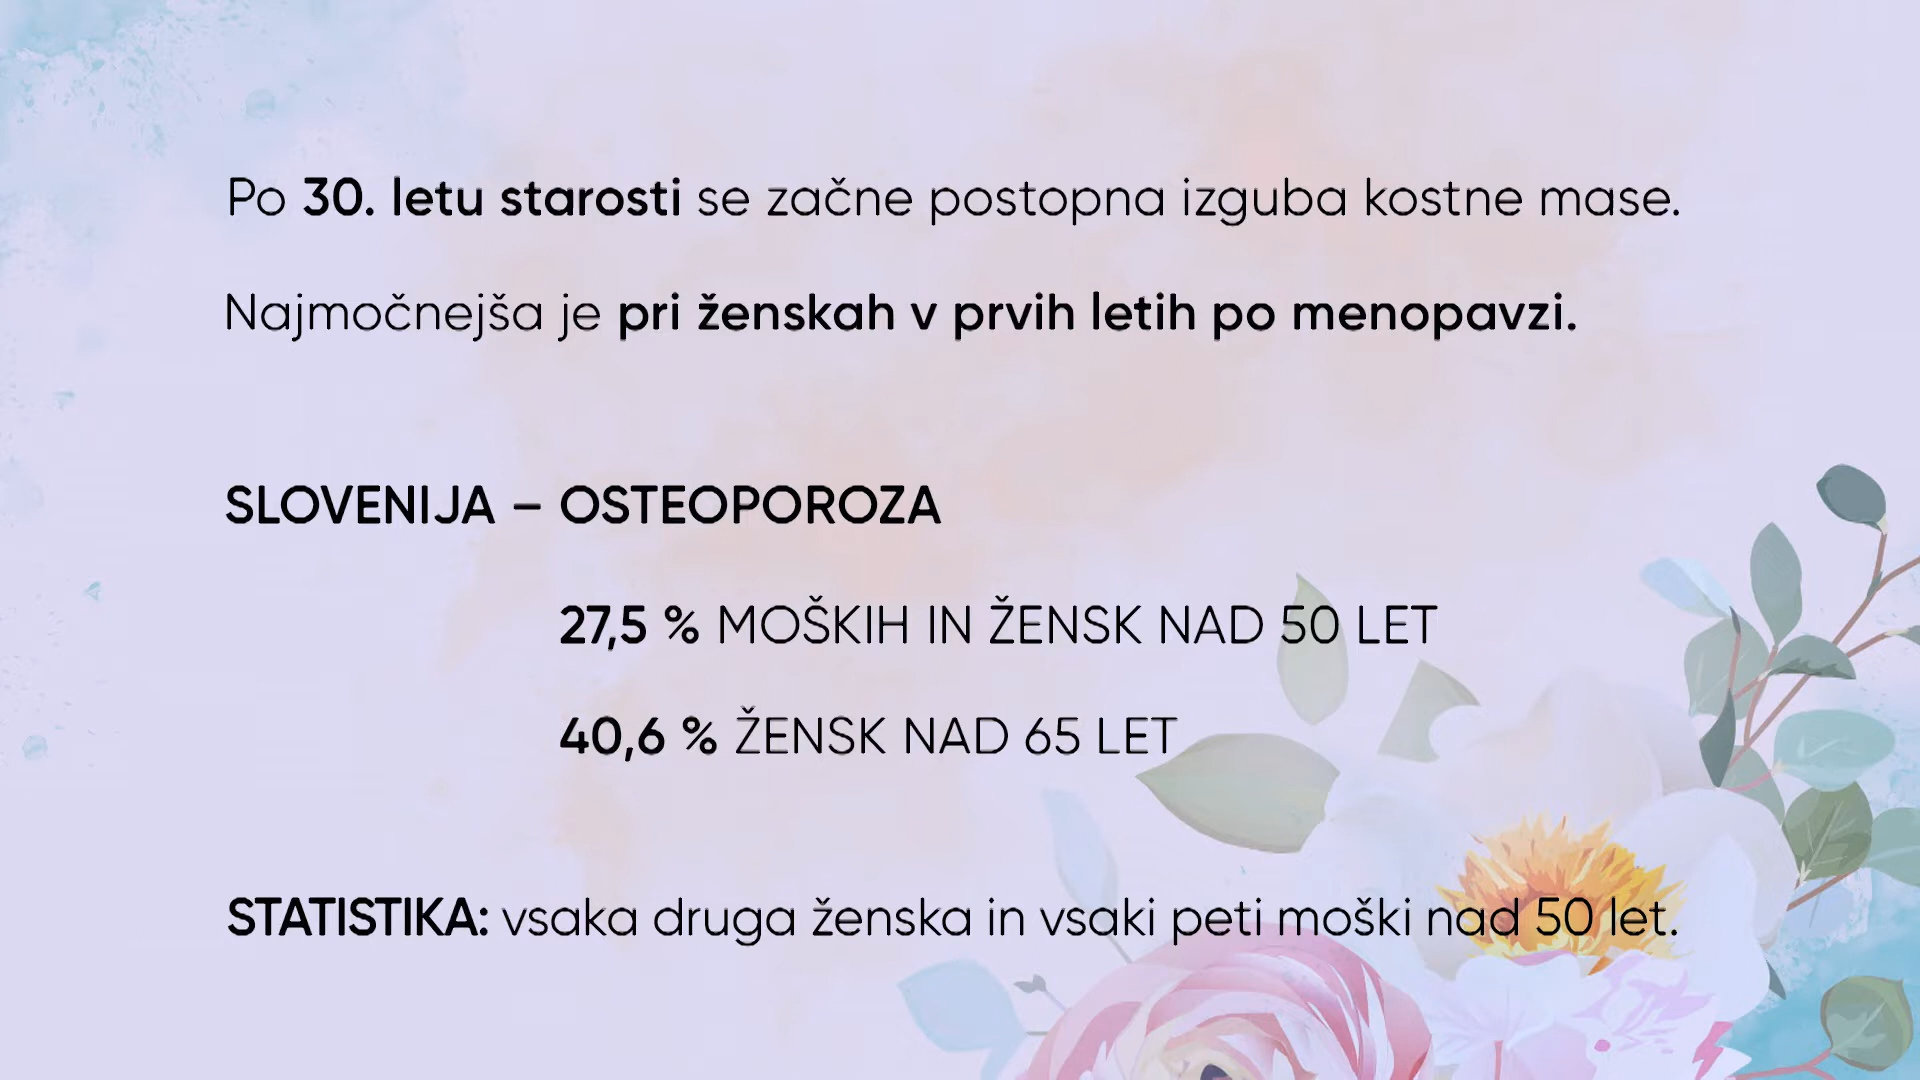 Po 30. letu starosti se začne postopna izguba kostne mase.
Najmočnejša je pri ženskah v prvih letih po menopavzi.
SLOVENIJA – OSTEOPOROZA
27,5 % MOŠKIH IN ŽENSK NAD 50 LET
40,6 % ŽENSK NAD 65 LET
STATISTIKA: vsaka druga ženska in vsaki peti moški nad 50 let.